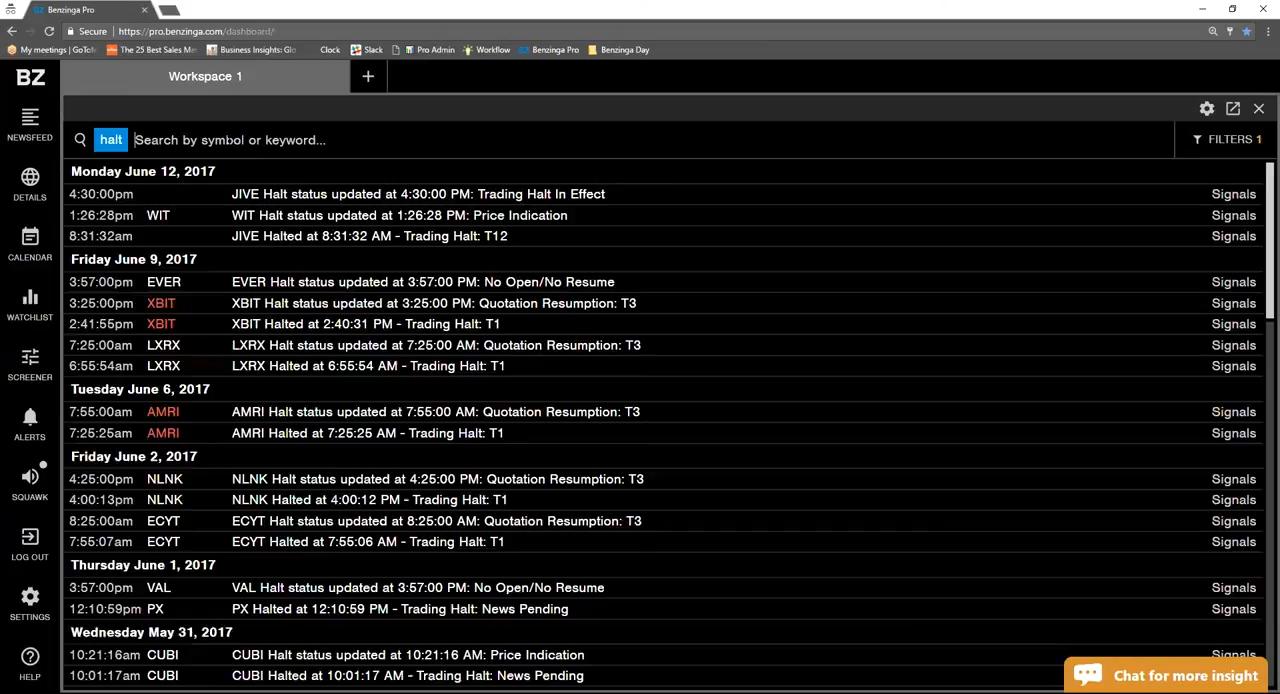 Benzinga Pro
Secure https://pro.benzinga.com/dashboard/
My meetings | GoToM The 25 Best Sales Me Business Insights: Glo Clock Slack Pro Admin Workflow Benzinga Pro Benzinga Day
BZ Workspace 1 +
NEWSFEED
DETAILS
CALENDAR
WATCHLIST
SCREENER
ALERTS
SQUAWK
LOG OUT
SETTINGS
HELP
halt Search by symbol or keyword... FILTERS 1
Monday June 12, 2017
4:30:00pm JIVE Halt status updated at 4:30:00 PM: Trading Halt In Effect Signals
1:26:28pm WIT WIT Halt status updated at 1:26:28 PM: Price Indication Signals
8:31:32am JIVE Halted at 8:31:32 AM - Trading Halt: T12 Signals
Friday June 9, 2017
3:57:00pm EVER EVER Halt status updated at 3:57:00 PM: No Open/No Resume Signals
3:25:00pm XBIT XBIT Halt status updated at 3:25:00 PM: Quotation Resumption: T3 Signals
2:41:55pm XBIT XBIT Halted at 2:40:31 PM - Trading Halt: T1 Signals
7:25:00am LXRX LXRX Halt status updated at 7:25:00 AM: Quotation Resumption: T3 Signals
6:55:54am LXRX LXRX Halted at 6:55:54 AM - Trading Halt: T1 Signals
Tuesday June 6, 2017
7:55:00am AMRI AMRI Halt status updated at 7:55:00 AM: Quotation Resumption: T3 Signals
7:25:25am AMRI AMRI Halted at 7:25:25 AM - Trading Halt: T1 Signals
Friday June 2, 2017
4:25:00pm NLNK NLNK Halt status updated at 4:25:00 PM: Quotation Resumption: T3 Signals
4:00:13pm NLNK NLNK Halted at 4:00:12 PM - Trading Halt: T1 Signals
8:25:00am ECYT ECYT Halt status updated at 8:25:00 AM: Quotation Resumption: T3 Signals
7:55:07am ECYT ECYT Halted at 7:55:06 AM - Trading Halt: T1 Signals
Thursday June 1, 2017
3:57:00pm VAL VAL Halt status updated at 3:57:00 PM: No Open/No Resume Signals
12:10:59pm PX PX Halted at 12:10:59 PM - Trading Halt: News Pending Signals
Wednesday May 31, 2017
10:21:16am CUBI CUBI Halt status updated at 10:21:16 AM: Price Indication Signals
10:01:17am CUBI CUBI Halted at 10:01:17 AM - Trading Halt: News Pending
Chat for more insight